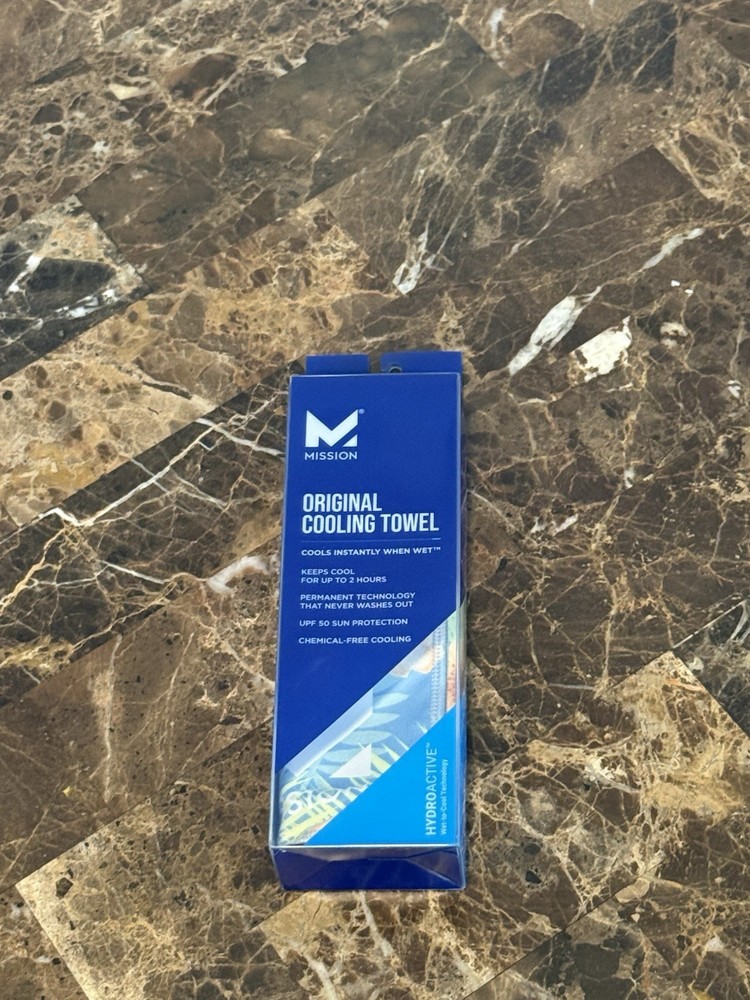 MISSION
ORIGINAL
COOLING TOWEL
COOLS INSTANTLY WHEN WET™
KEEPS COOL
FOR UP TO 2 HOURS
PERMANENT TECHNOLOGY
THAT NEVER WASHES OUT
UPF 50 SUN PROTECTION
CHEMICAL-FREE COOLING
HYDROACTIVE™
Wet-to-Cool Technology